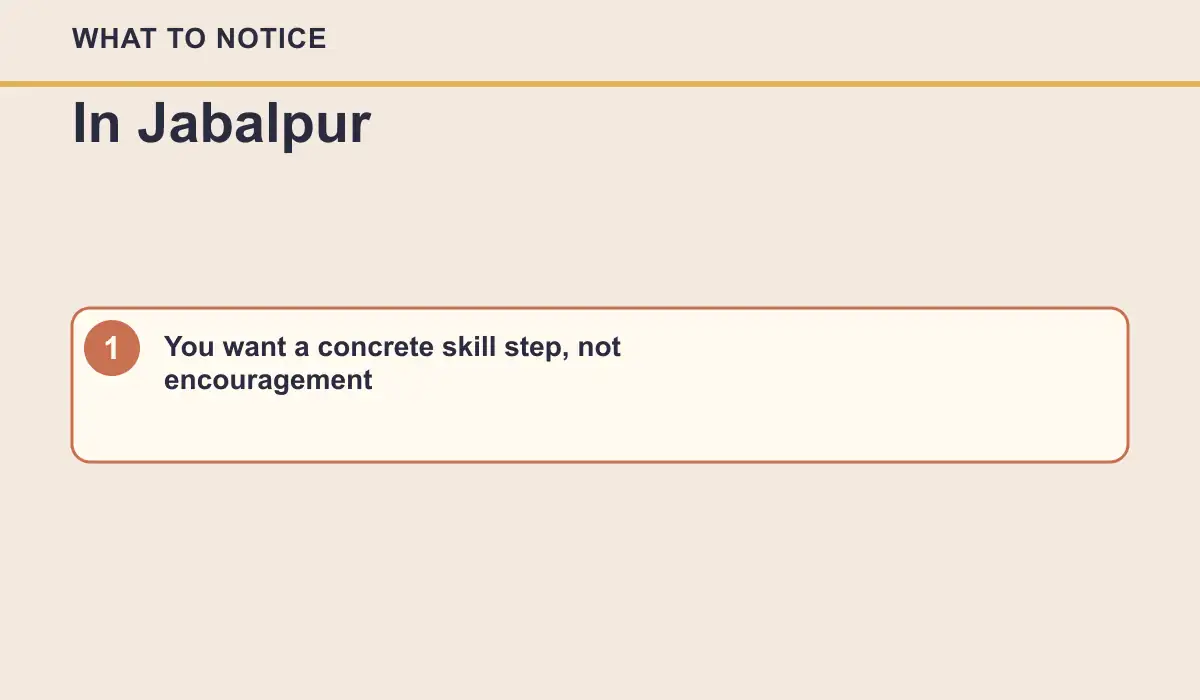 WHAT TO NOTICE
In Jabalpur
1
You want a concrete skill step, not
encouragement